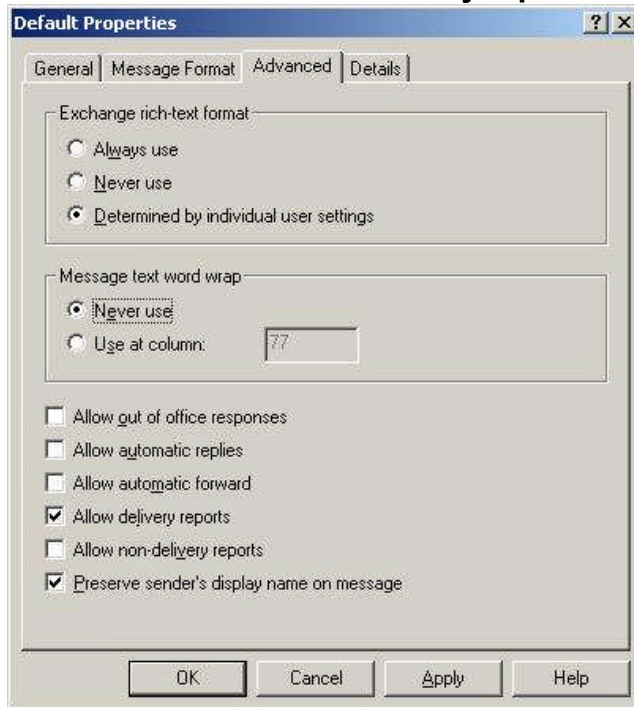 Default Properties
General Message Format Advanced Details
Exchange rich-text format
Always use
Never use
Determined by individual user settings
Message text word wrap
Never use
Use at column: 77
Allow out of office responses
Allow automatic replies
Allow automatic forward
Allow delivery reports
Allow non-delivery reports
Preserve sender's display name on message
OK Cancel Apply Help